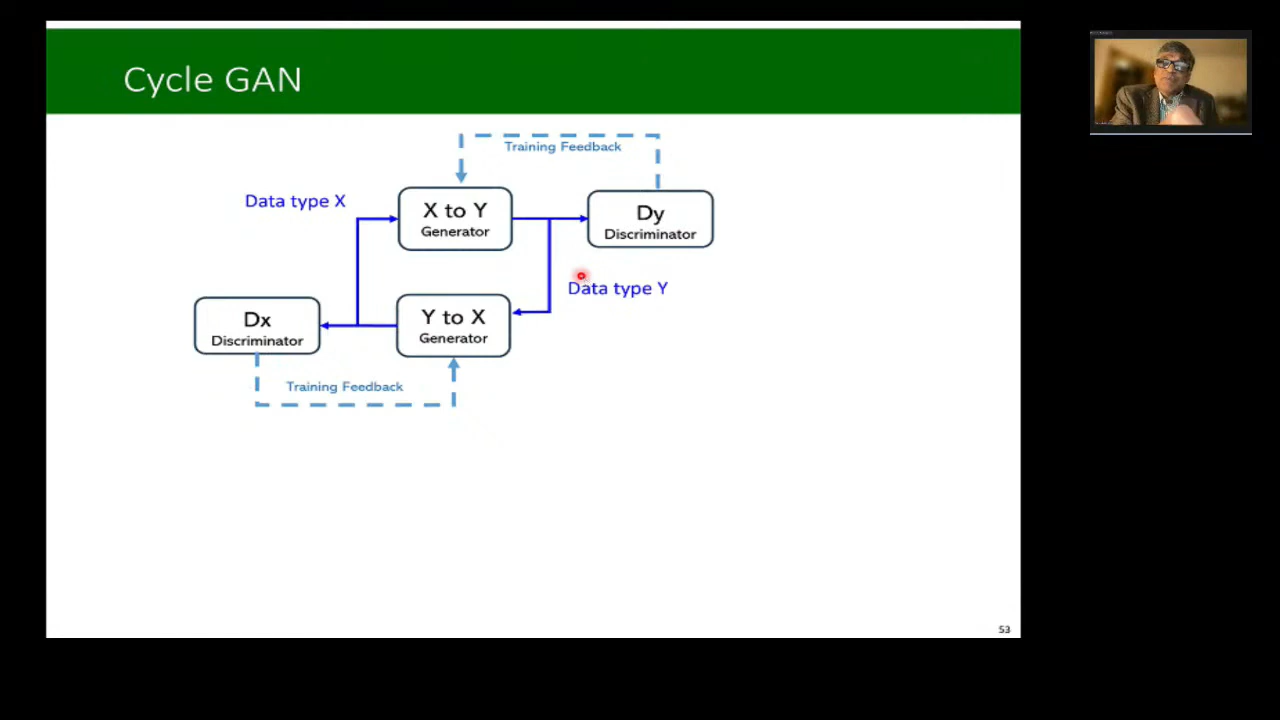 Cycle GAN
Training Feedback
Data type X
X to Y
Generator
Dy
Discriminator
Data type Y
Dx
Discriminator
Y to X
Generator
Training Feedback
53